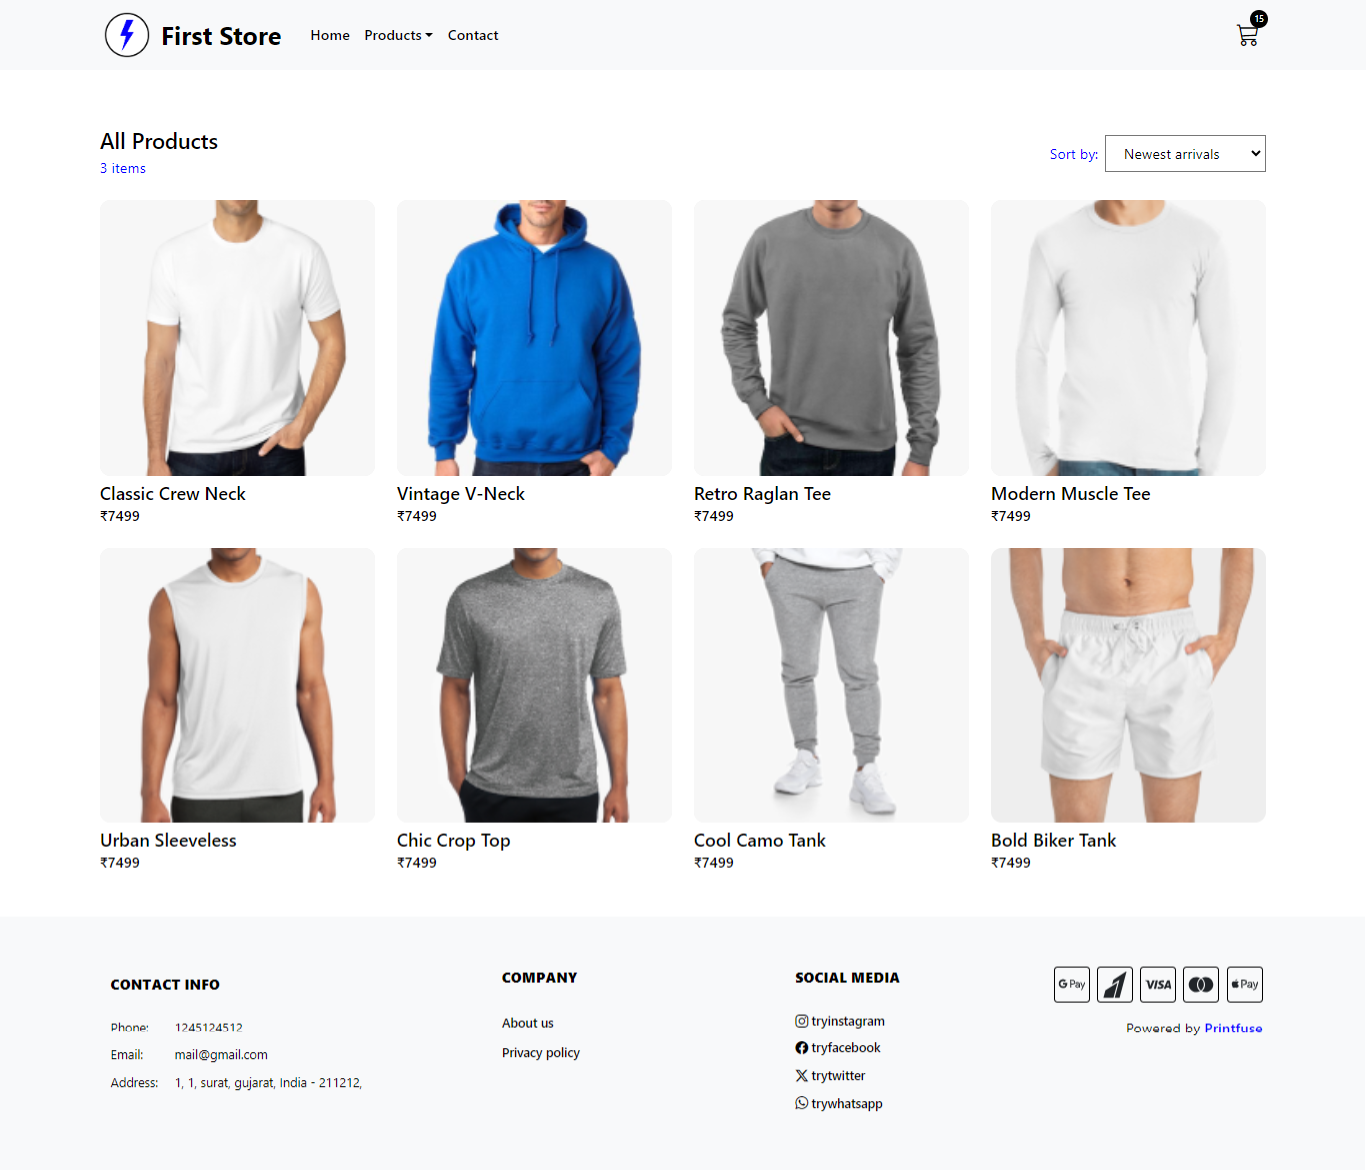 First Store
Home Products Contact
15
All Products
3 items
Sort by: Newest arrivals
Classic Crew Neck
₹7499
Vintage V-Neck
₹7499
Retro Raglan Tee
₹7499
Modern Muscle Tee
₹7499
Urban Sleeveless
₹7499
Chic Crop Top
₹7499
Cool Camo Tank
₹7499
Bold Biker Tank
₹7499
CONTACT INFO
Phone: 1245124512
Email: mail@gmail.com
Address: 1, 1, surat, gujarat, India - 211212,
COMPANY
About us
Privacy policy
SOCIAL MEDIA
tryinstagram
tryfacebook
trytwitter
trywhatsapp
G Pay VISA Pay
Powered by Printfuse